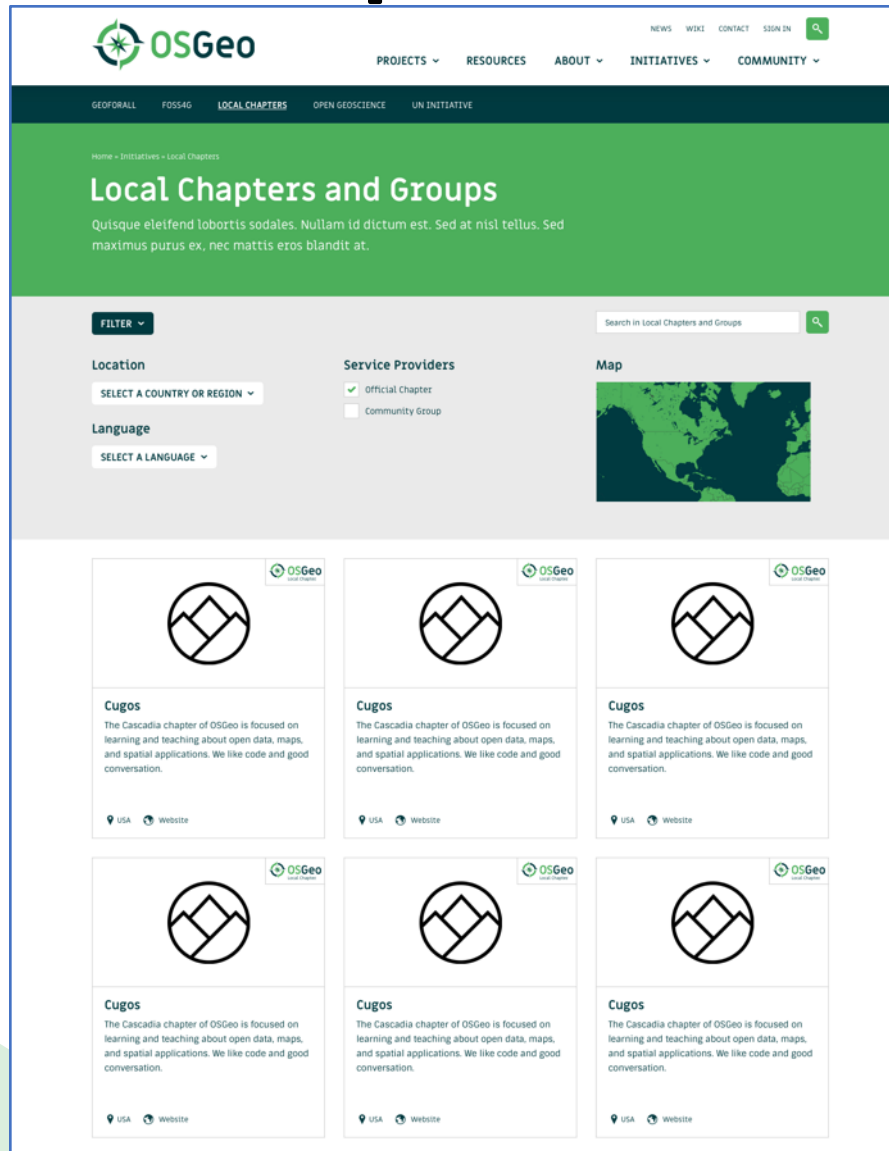 OSGeo
NEWS WIKI CONTACT SIGN IN
PROJECTS RESOURCES ABOUT INITIATIVES COMMUNITY
GEOFORALL FOSS4G LOCAL CHAPTERS OPEN GEOSCIENCE UN INITIATIVE
Home » Initiatives » Local Chapters
Local Chapters and Groups
Quisque eleifend lobortis sodales. Nullam id dictum est. Sed at nisl tellus. Sed
maximus purus ex, nec mattis eros blandit at.
FILTER
Search in Local Chapters and Groups
Location
SELECT A COUNTRY OR REGION
Language
SELECT A LANGUAGE
Service Providers
Official Chapter
Community Group
Map
OSGeo
Local Chapter
Cugos
The Cascadia chapter of OSGeo is focused on
learning and teaching about open data, maps,
and spatial applications. We like code and good
conversation.
USA Website
OSGeo
Local Chapter
Cugos
The Cascadia chapter of OSGeo is focused on
learning and teaching about open data, maps,
and spatial applications. We like code and good
conversation.
USA Website
OSGeo
Local Chapter
Cugos
The Cascadia chapter of OSGeo is focused on
learning and teaching about open data, maps,
and spatial applications. We like code and good
conversation.
USA Website
OSGeo
Local Chapter
Cugos
The Cascadia chapter of OSGeo is focused on
learning and teaching about open data, maps,
and spatial applications. We like code and good
conversation.
USA Website
OSGeo
Local Chapter
Cugos
The Cascadia chapter of OSGeo is focused on
learning and teaching about open data, maps,
and spatial applications. We like code and good
conversation.
USA Website
OSGeo
Local Chapter
Cugos
The Cascadia chapter of OSGeo is focused on
learning and teaching about open data, maps,
and spatial applications. We like code and good
conversation.
USA Website